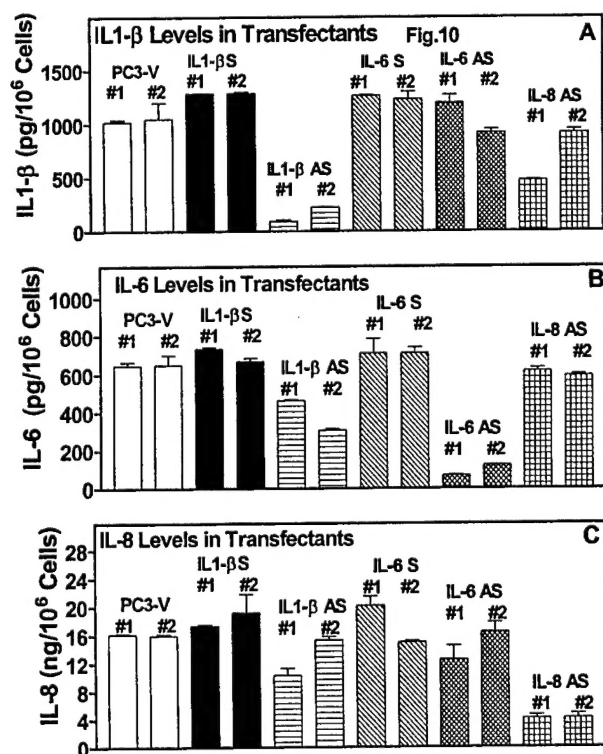 IL1-β Levels in Transfectants Fig.10 A
IL1-β (pg/10⁶ Cells)
1500
1000
500
0
PC3-V
#1 #2
IL1-βS
#1 #2
IL1-β AS
#1 #2
IL-6 S
#1 #2
IL-6 AS
#1 #2
IL-8 AS
#1 #2
IL-6 Levels in Transfectants B
IL-6 (pg/10⁶ Cells)
1000
800
600
400
200
0
PC3-V
#1 #2
IL1-βS
#1 #2
IL1-β AS
#1 #2
IL-6 S
#1 #2
IL-6 AS
#1 #2
IL-8 AS
#1 #2
IL-8 Levels in Transfectants C
IL-8 (ng/10⁶ Cells)
28
24
20
16
12
8
4
0
PC3-V
#1 #2
IL1-βS
#1 #2
IL1-β AS
#1 #2
IL-6 S
#1 #2
IL-6 AS
#1 #2
IL-8 AS
#1 #2